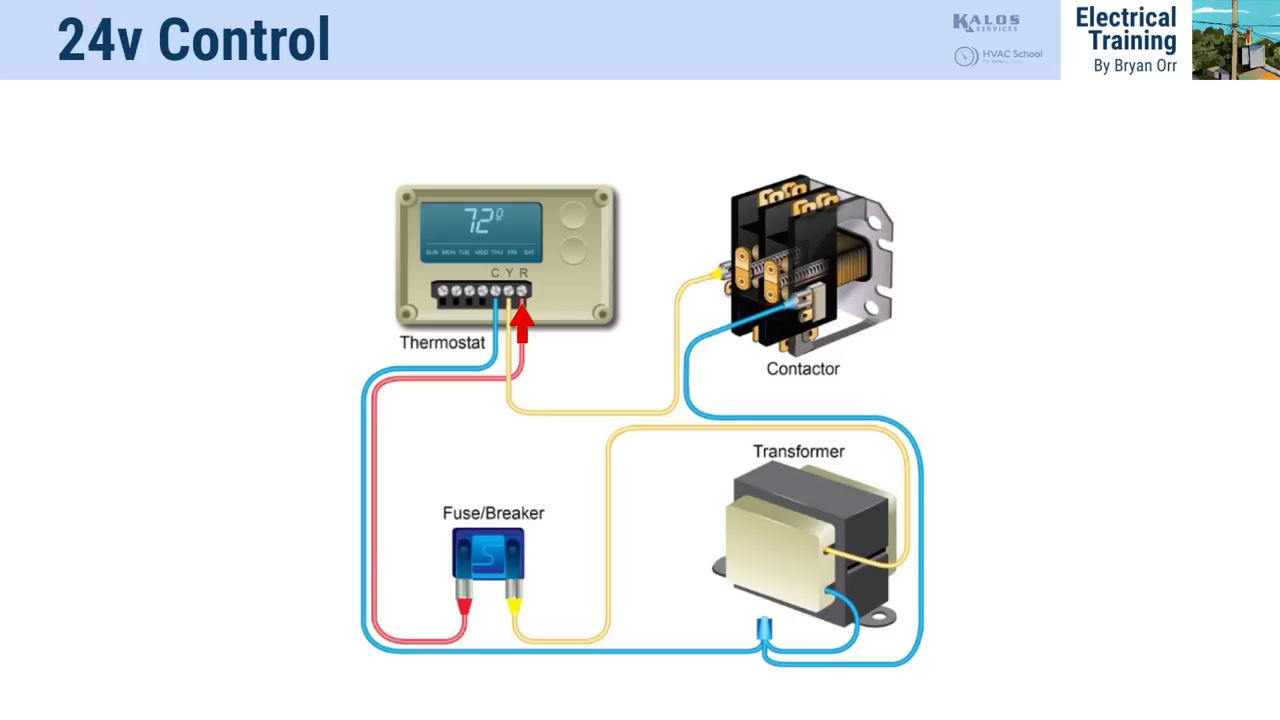 24v Control
KALOS
SERVICES
HVAC School
Electrical
Training
By Bryan Orr
72°
SUN MON TUE WED THU FRI SAT
C Y R
Thermostat
Contactor
Transformer
Fuse/Breaker